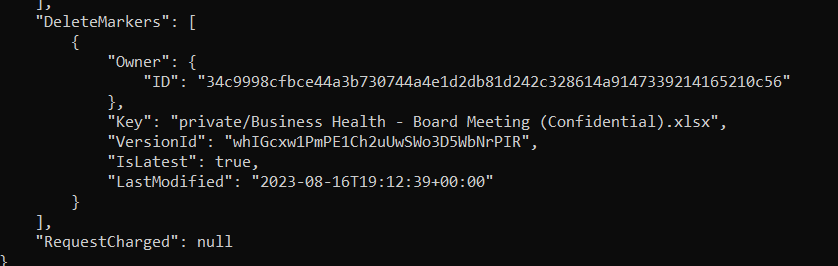 ],
"DeleteMarkers": [
{
"Owner": {
"ID": "34c9998cfbce44a3b730744a4e1d2db81d242c328614a9147339214165210c56"
},
"Key": "private/Business Health - Board Meeting (Confidential).xlsx",
"VersionId": "whIGcxw1PmPE1Ch2uUwSWo3D5WbNrPIR",
"IsLatest": true,
"LastModified": "2023-08-16T19:12:39+00:00"
}
],
"RequestCharged": null
}